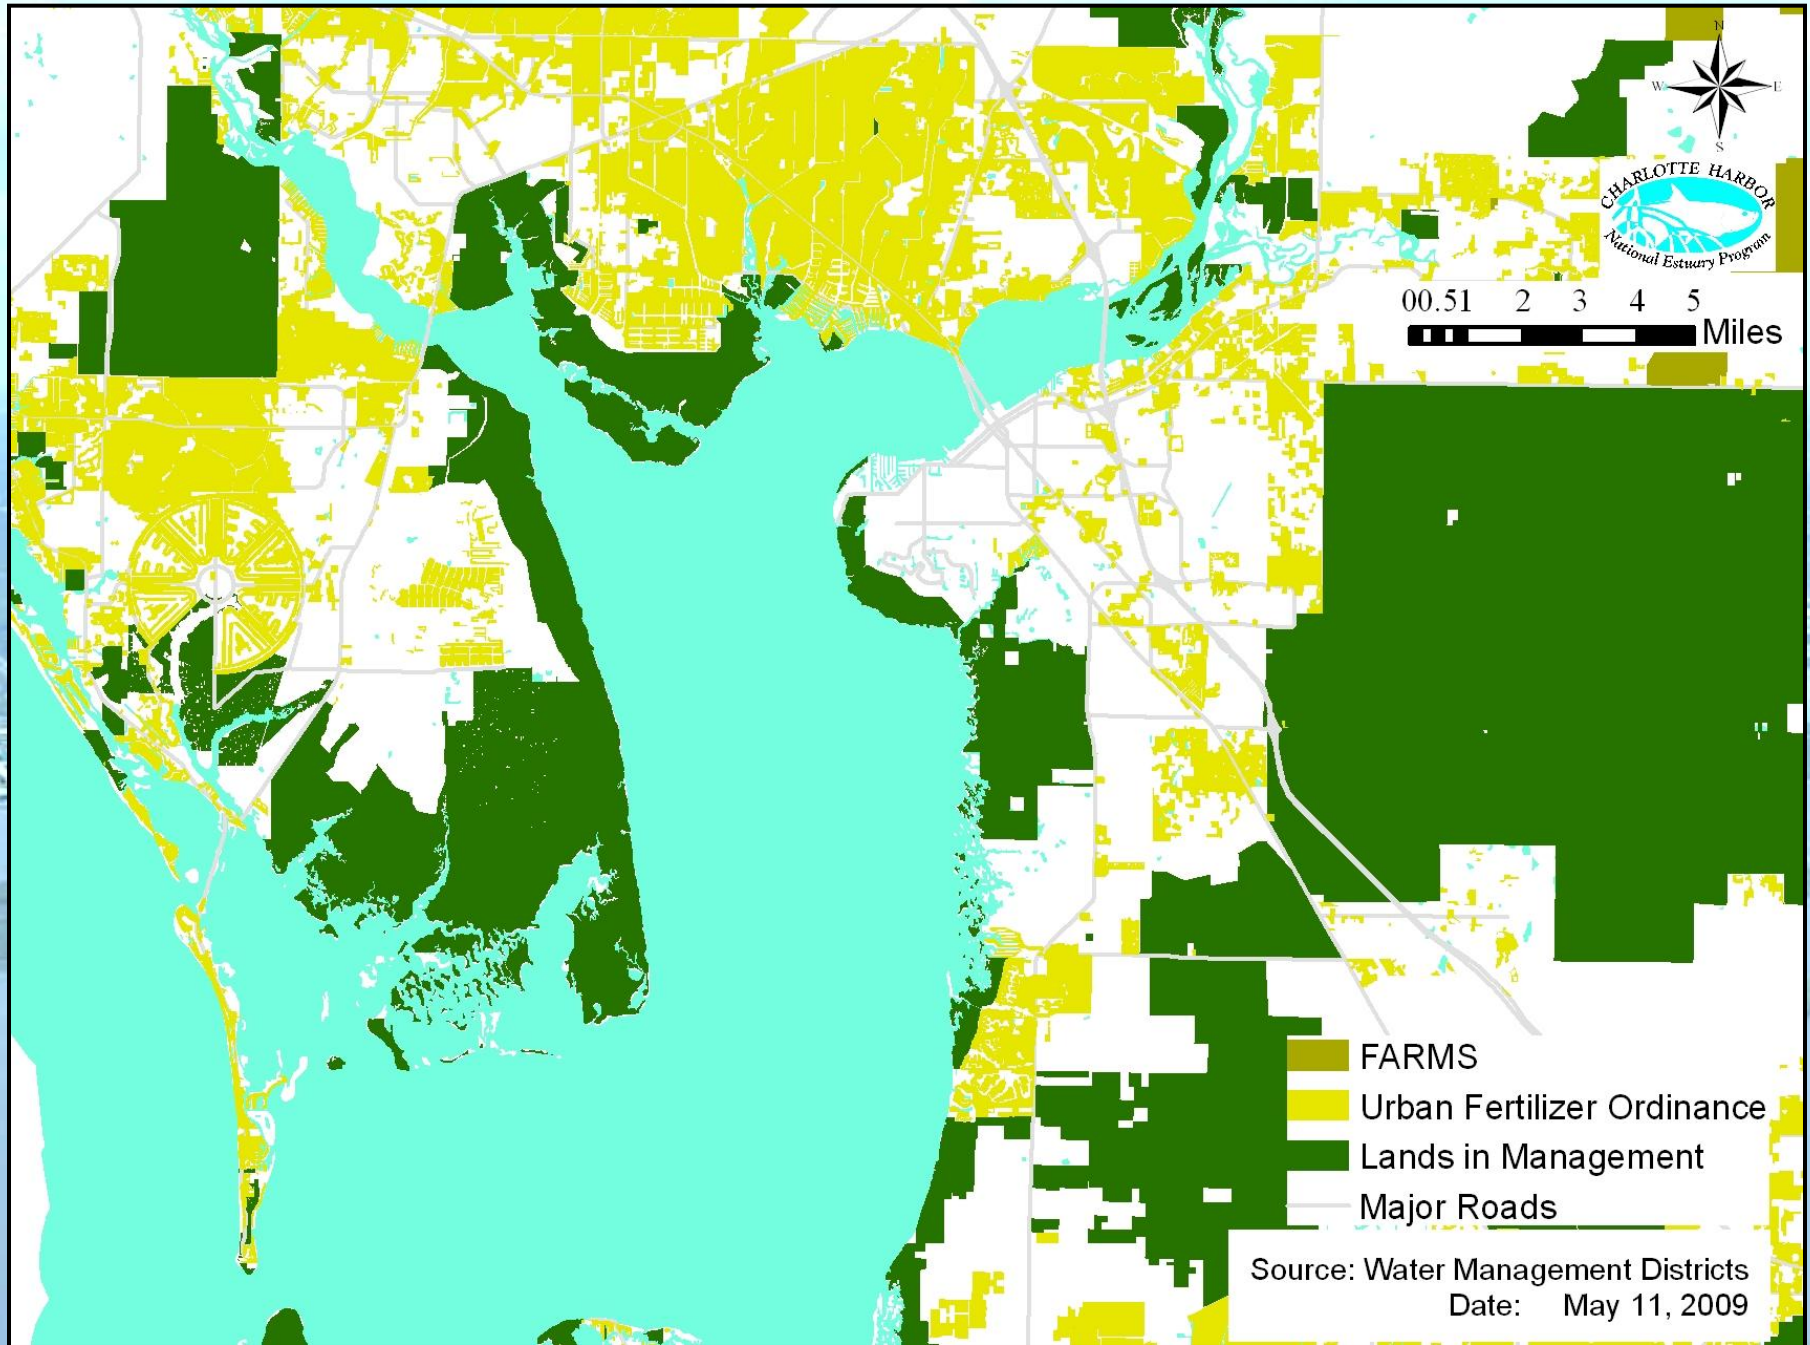 N
W E
S
CHARLOTTE HARBOR
National Estuary Program
00.51 2 3 4 5
Miles
FARMS
Urban Fertilizer Ordinance
Lands in Management
Major Roads
Source: Water Management Districts
Date: May 11, 2009